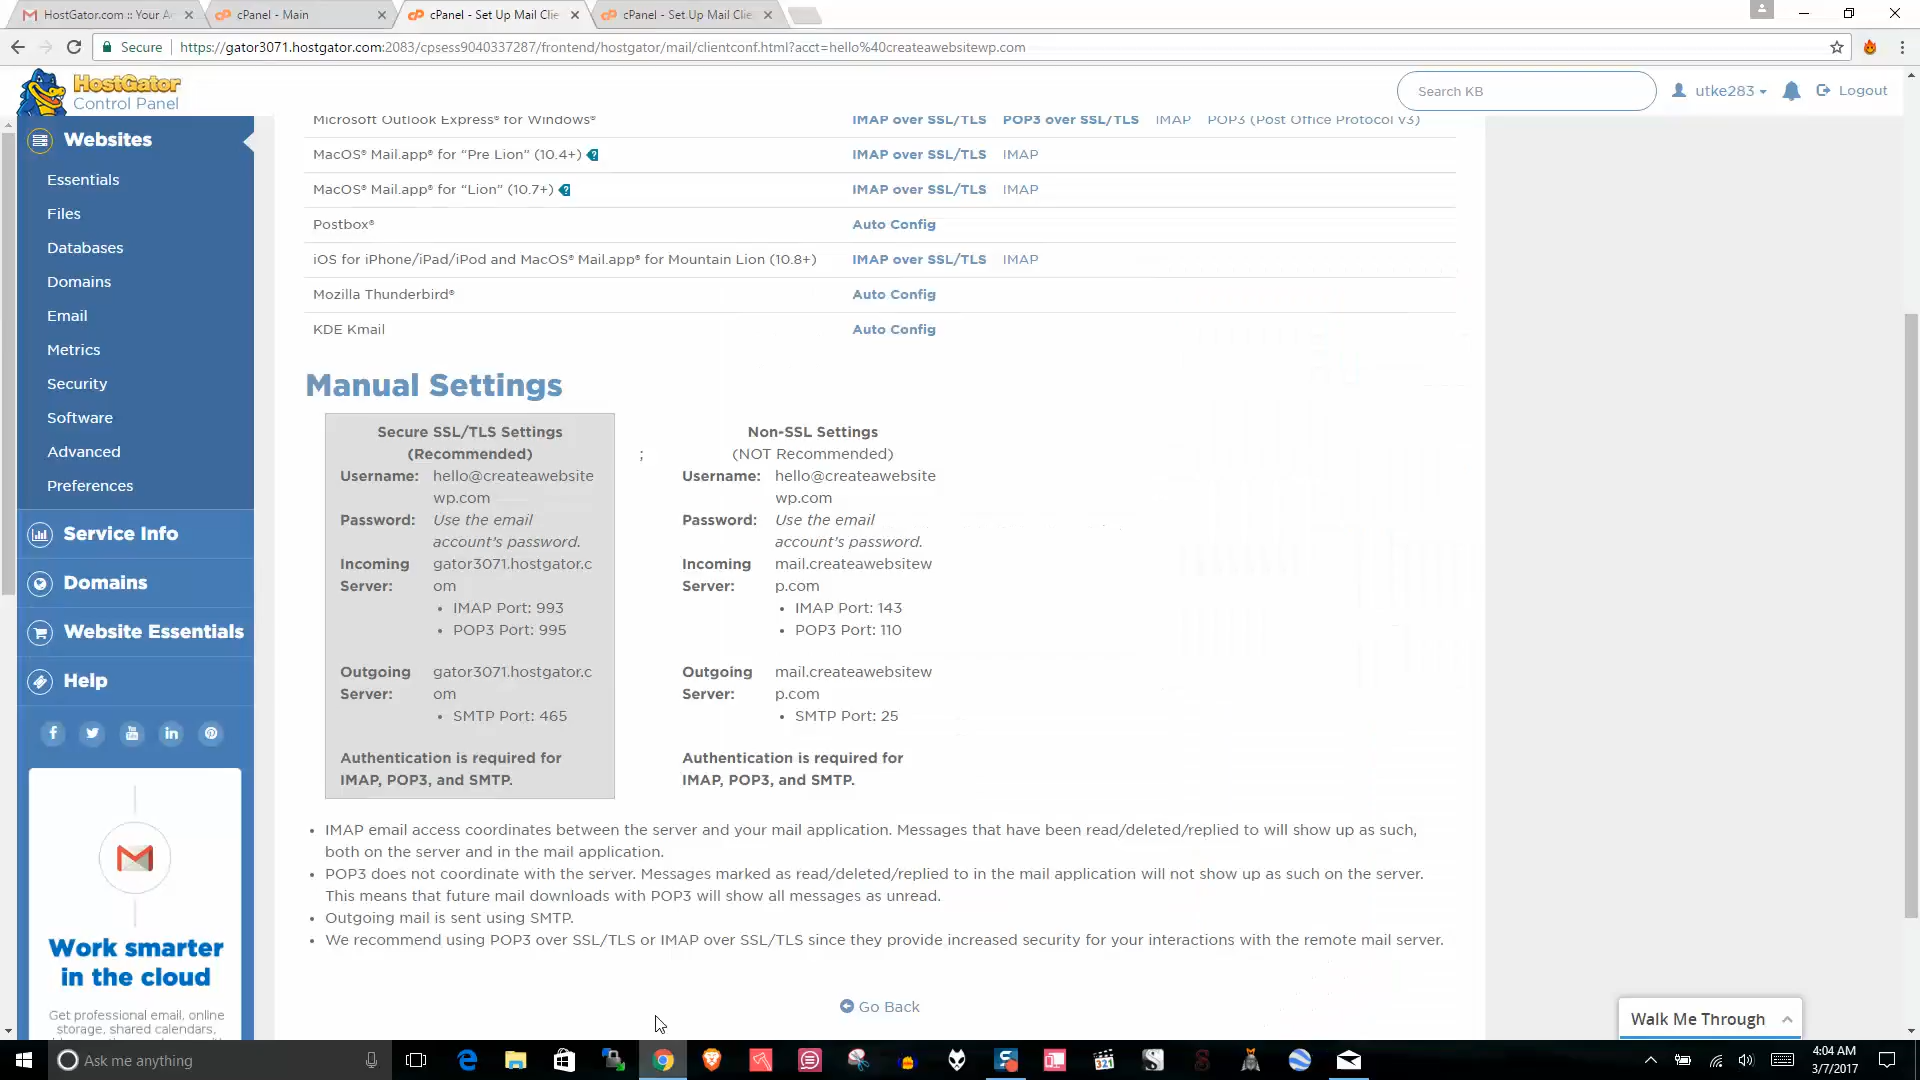 HostGator.com :: Your A
cPanel - Main
cPanel - Set Up Mail Clie
cPanel - Set Up Mail Clie
Secure
https://gator3071.hostgator.com:2083/cpsess9040337287/frontend/hostgator/mail/clientconf.html?acct=hello%40createawebsitewp.com
HostGator
Control Panel
Search KB
utke283
Logout
Websites
Essentials
Files
Databases
Domains
Email
Metrics
Security
Software
Advanced
Preferences
Service Info
Domains
Website Essentials
Help
Work smarter
in the cloud
Get professional email, online
storage, shared calendars,
Microsoft Outlook Express® for Windows® IMAP over SSL/TLS POP3 over SSL/TLS IMAP POP3 (Post Office Protocol v3)
MacOS® Mail.app® for “Pre Lion” (10.4+) IMAP over SSL/TLS IMAP
MacOS® Mail.app® for “Lion” (10.7+) IMAP over SSL/TLS IMAP
Postbox® Auto Config
iOS for iPhone/iPad/iPod and MacOS® Mail.app® for Mountain Lion (10.8+) IMAP over SSL/TLS IMAP
Mozilla Thunderbird® Auto Config
KDE Kmail Auto Config
Manual Settings
Secure SSL/TLS Settings
(Recommended)
Username: hello@createawebsite
wp.com
Password: Use the email
account's password.
Incoming gator3071.hostgator.c
Server: om
• IMAP Port: 993
• POP3 Port: 995
Outgoing gator3071.hostgator.c
Server: om
• SMTP Port: 465
Authentication is required for
IMAP, POP3, and SMTP.
;
Non-SSL Settings
(NOT Recommended)
Username: hello@createawebsite
wp.com
Password: Use the email
account's password.
Incoming mail.createawebsitew
Server: p.com
• IMAP Port: 143
• POP3 Port: 110
Outgoing mail.createawebsitew
Server: p.com
• SMTP Port: 25
Authentication is required for
IMAP, POP3, and SMTP.
• IMAP email access coordinates between the server and your mail application. Messages that have been read/deleted/replied to will show up as such,
both on the server and in the mail application.
• POP3 does not coordinate with the server. Messages marked as read/deleted/replied to in the mail application will not show up as such on the server.
This means that future mail downloads with POP3 will show all messages as unread.
• Outgoing mail is sent using SMTP.
• We recommend using POP3 over SSL/TLS or IMAP over SSL/TLS since they provide increased security for your interactions with the remote mail server.
Go Back
Walk Me Through
Ask me anything
4:04 AM
3/7/2017